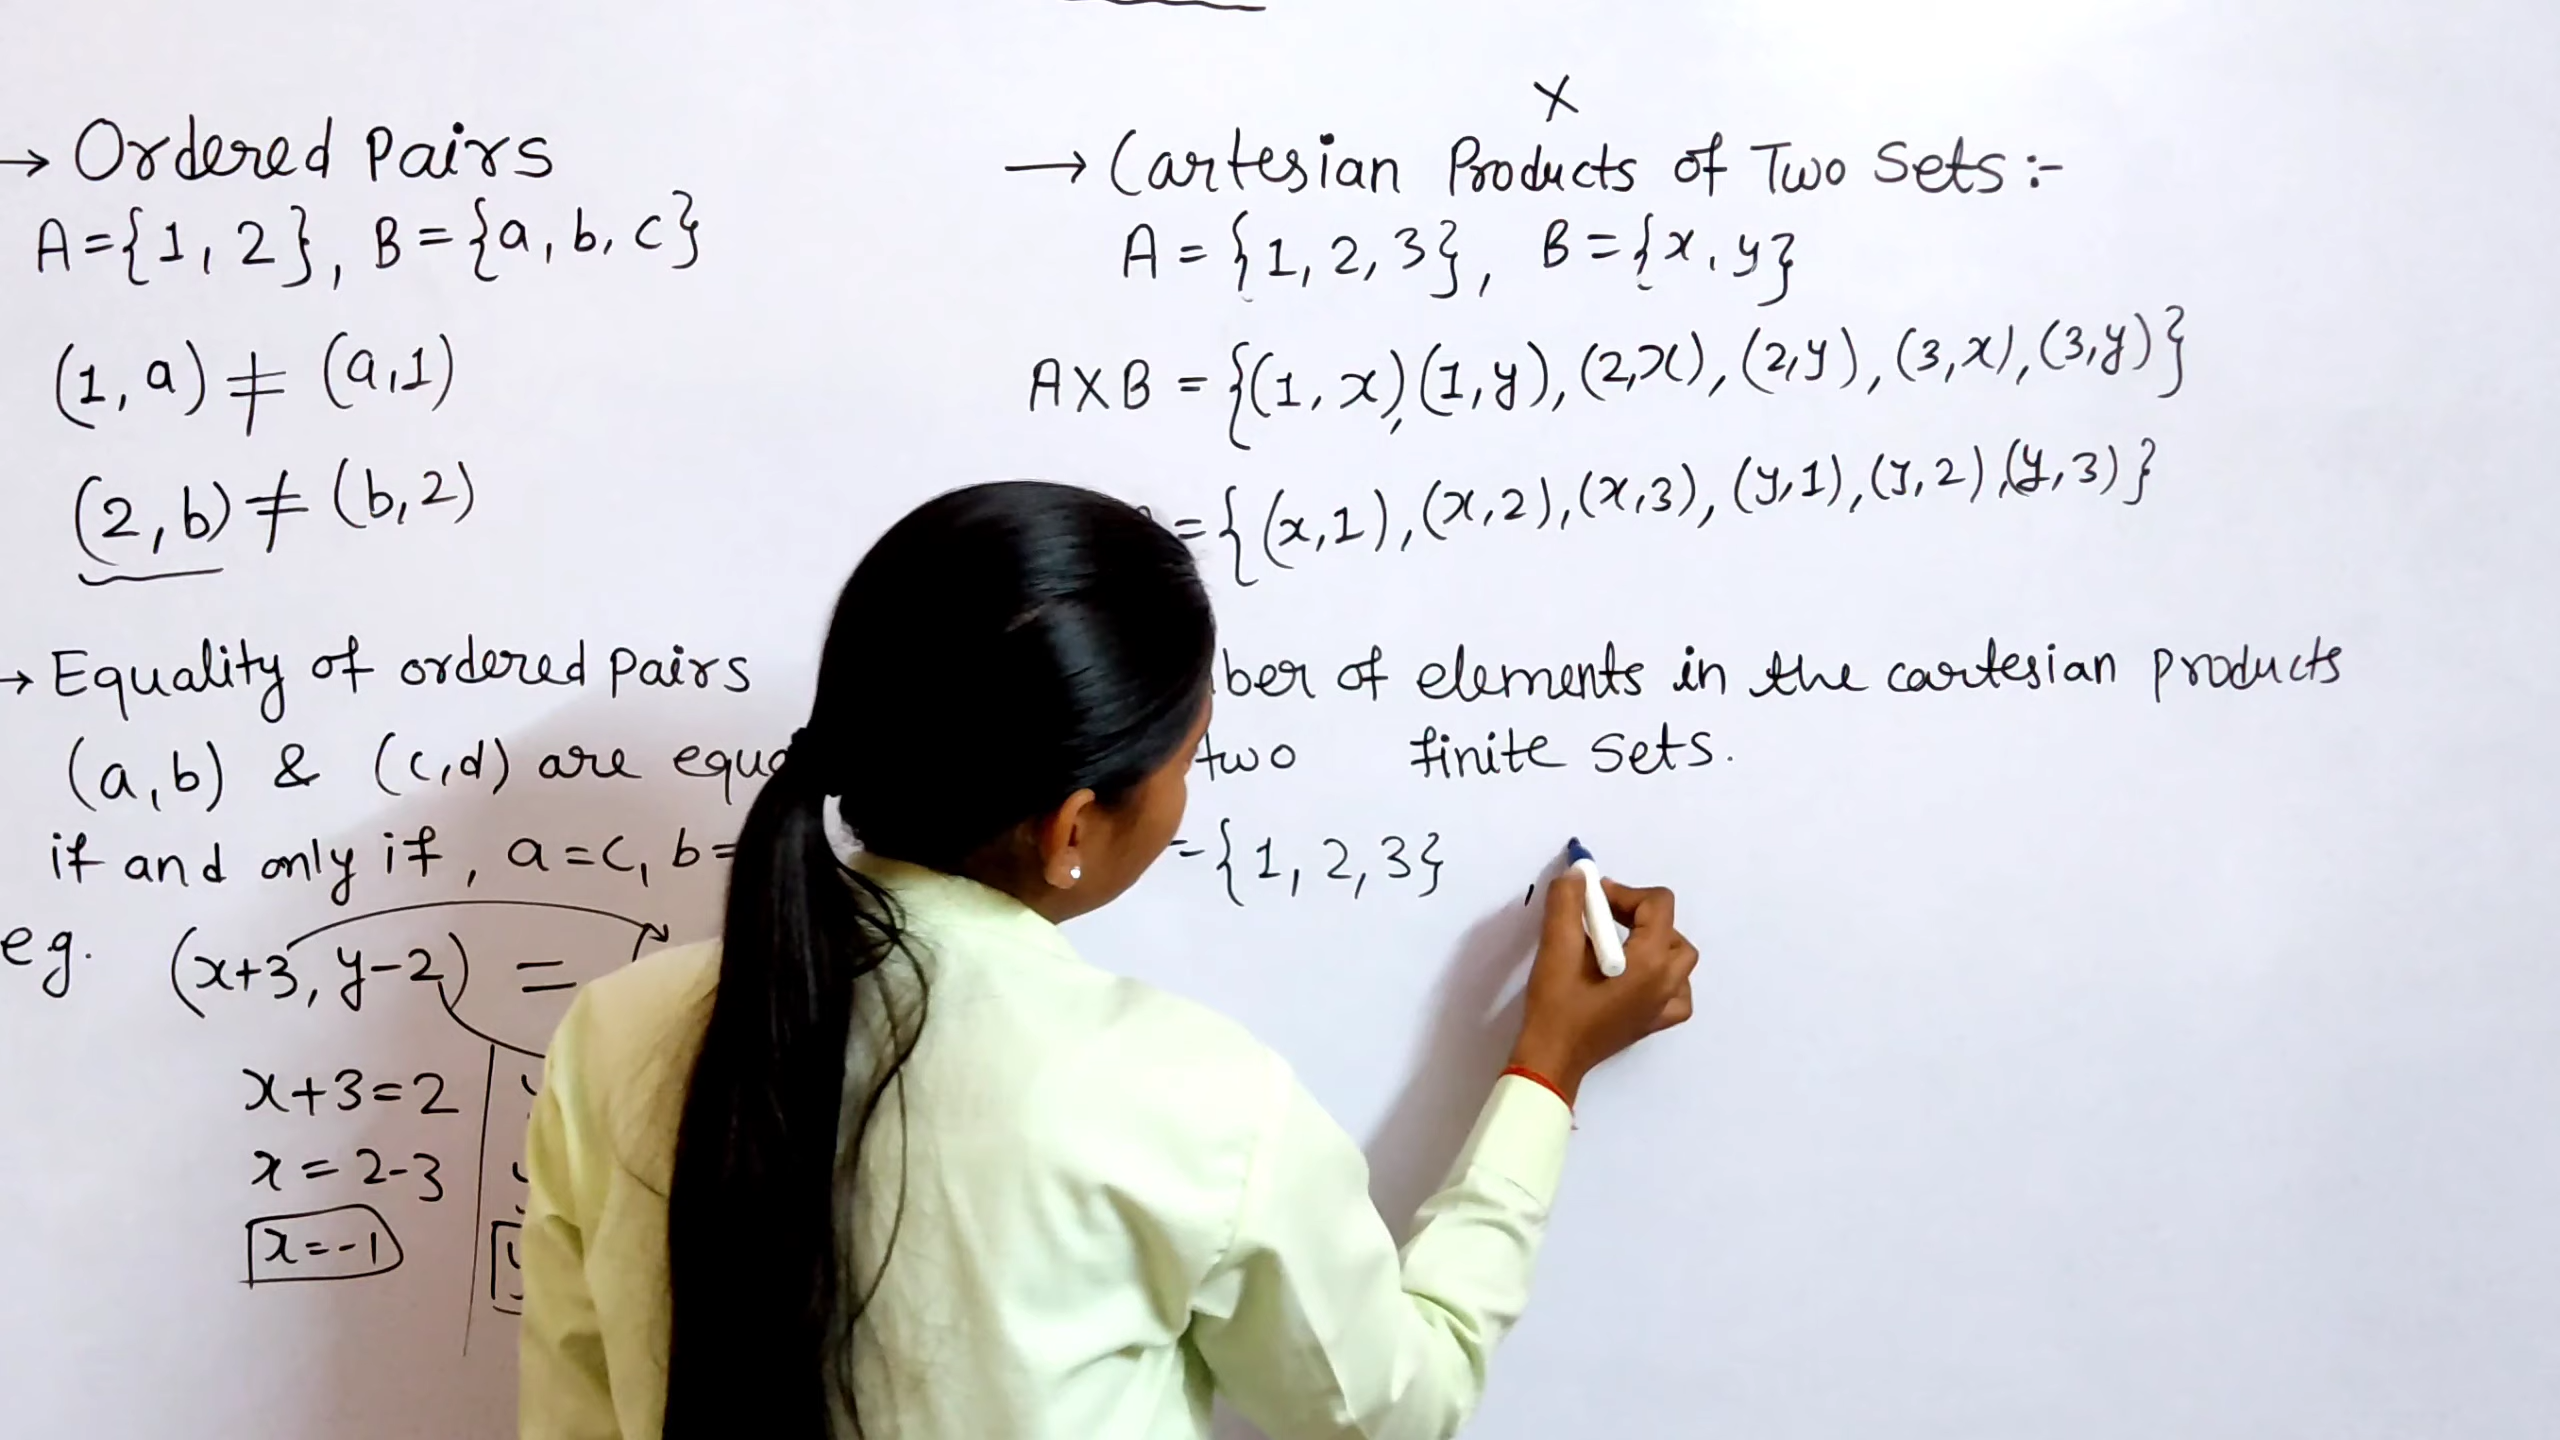 → Ordered Pairs
A={1, 2}, B={a, b, c}
(1, a) ≠ (a,1)
(2, b) ≠ (b,2)
→ Equality of ordered pairs
(a, b) & (c,d) are
if and only if, a=c, b=
eg. (x+3, y-2) =
x+3=2
x = 2-3
x=-1
X
→ Cartesian Products of Two Sets :-
A = {1, 2, 3}, B={x, y}
AXB = {(1, x),(1,y), (2,x), (2,y), (3,x), (3,y)}
={(x,1), (x,2), (x,3), (y,1), (y,2), (y,3)}
of elements in the cartesian products
two finite sets.
={1, 2, 3} ,